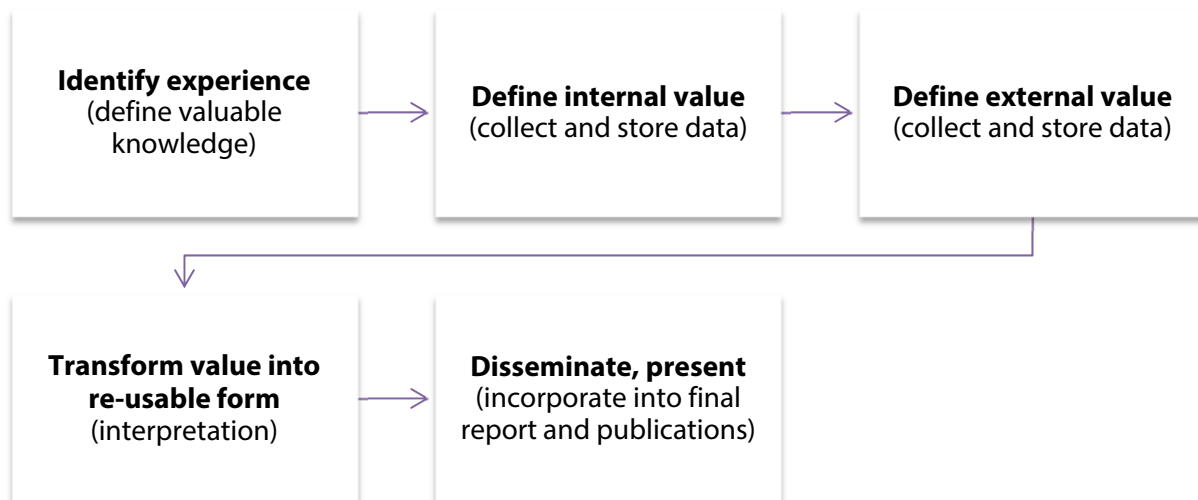 Identify experience
(define valuable
knowledge)
Define internal value
(collect and store data)
Define external value
(collect and store data)
Transform value into
re-usable form
(interpretation)
Disseminate, present
(incorporate into final
report and publications)